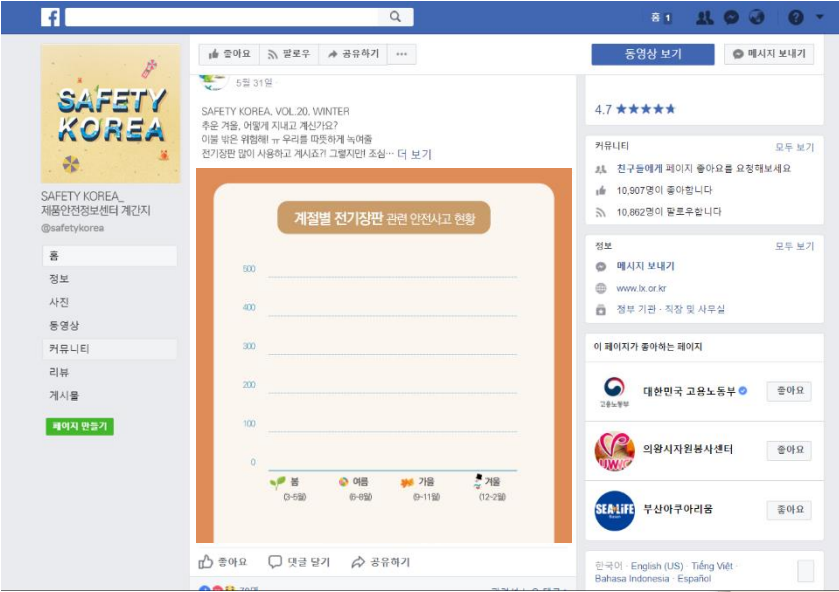 f
홈 1
?
SAFETY
KOREA
SAFETY KOREA_
제품안전정보센터 계간지
@safetykorea
홈
정보
사진
동영상
커뮤니티
리뷰
게시물
페이지 만들기
좋아요
팔로우
공유하기
...
동영상 보기
메시지 보내기
5월 31일
SAFETY KOREA, VOL.20. WINTER
추운 겨울, 어떻게 지내고 계신가요?
이불 밖은 위험해! ㅠ 우리를 따뜻하게 녹여줄
전기장판 많이 사용하고 계시죠?! 그렇지만! 조심… 더 보기
계절별 전기장판 관련 안전사고 현황
500
400
300
200
100
0
봄 여름 가을 겨울
(3-5월) (6-8월) (9-11월) (12-2월)
좋아요
댓글 달기
공유하기
4.7 ★★★★★
커뮤니티 모두 보기
친구들에게 페이지 좋아요를 요청해보세요
10,907명이 좋아합니다
10,862명이 팔로우합니다
정보 모두 보기
메시지 보내기
www.lx.or.kr
정부 기관 · 직장 및 사무실
이 페이지가 좋아하는 페이지
고용노동부
대한민국 고용노동부 좋아요
UWC
의왕시자원봉사센터 좋아요
SEA LIFE
부산아쿠아리움 좋아요
한국어 · English (US) · Tiếng Việt ·
Bahasa Indonesia · Español